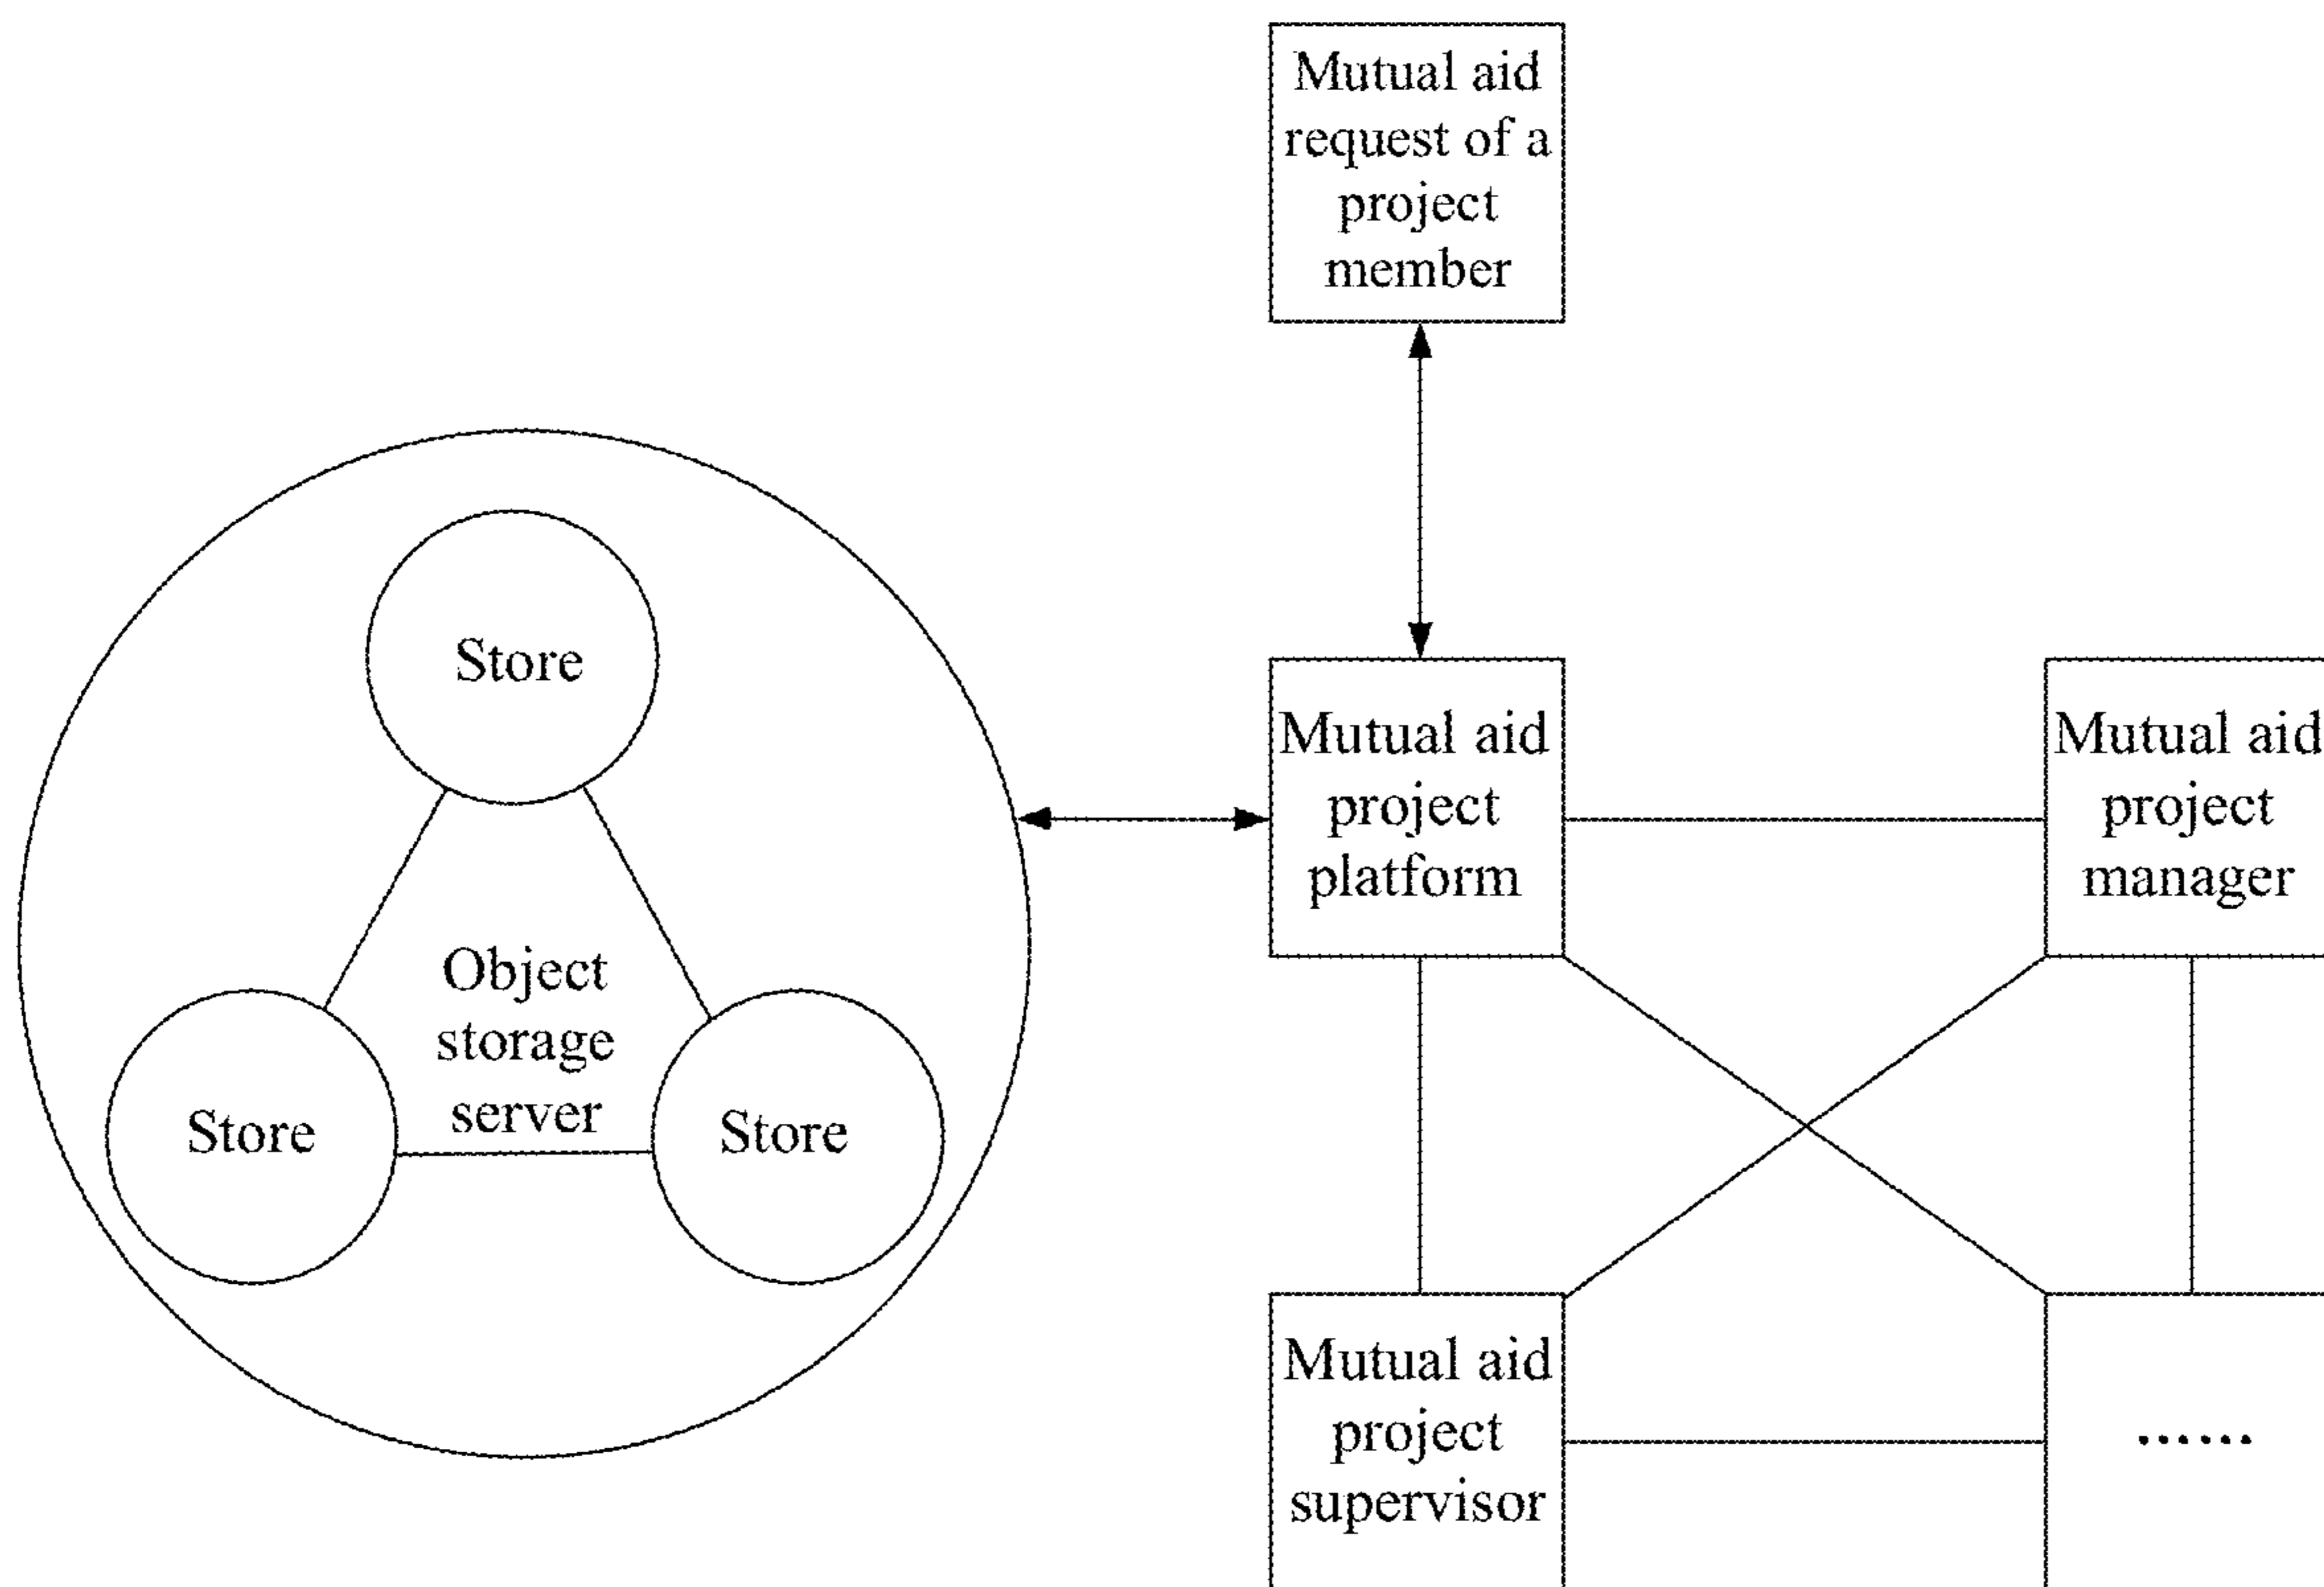 Mutual aid
request of a
project
member
Store
Object
storage
server
Store
Store
Mutual aid
project
platform
Mutual aid
project
manager
Mutual aid
project
supervisor
......